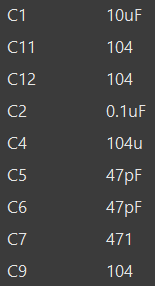 C1 10uF
C11 104
C12 104
C2 0.1uF
C4 104u
C5 47pF
C6 47pF
C7 471
C9 104